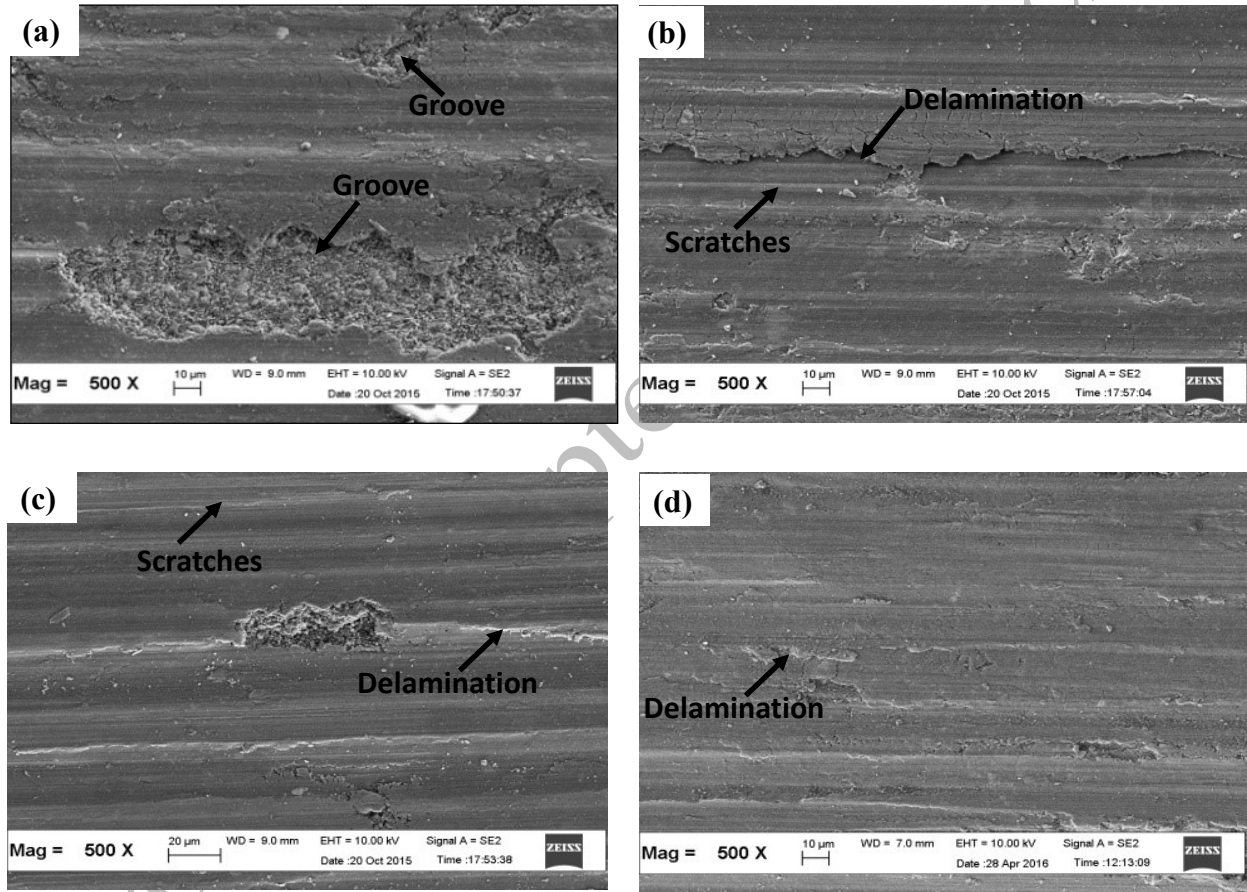 (a)
Groove
Groove
Mag = 500 X 10 µm WD = 9.0 mm EHT = 10.00 kV Signal A = SE2 ZEISS
Date :20 Oct 2015 Time :17:50:37
(b)
Delamination
Scratches
Mag = 500 X 10 µm WD = 9.0 mm EHT = 10.00 kV Signal A = SE2 ZEISS
Date :20 Oct 2015 Time :17:57:04
(c)
Scratches
Delamination
Mag = 500 X 20 µm WD = 9.0 mm EHT = 10.00 kV Signal A = SE2 ZEISS
Date :20 Oct 2015 Time :17:53:38
(d)
Delamination
Mag = 500 X 10 µm WD = 7.0 mm EHT = 10.00 kV Signal A = SE2 ZEISS
Date :28 Apr 2016 Time :12:13:09